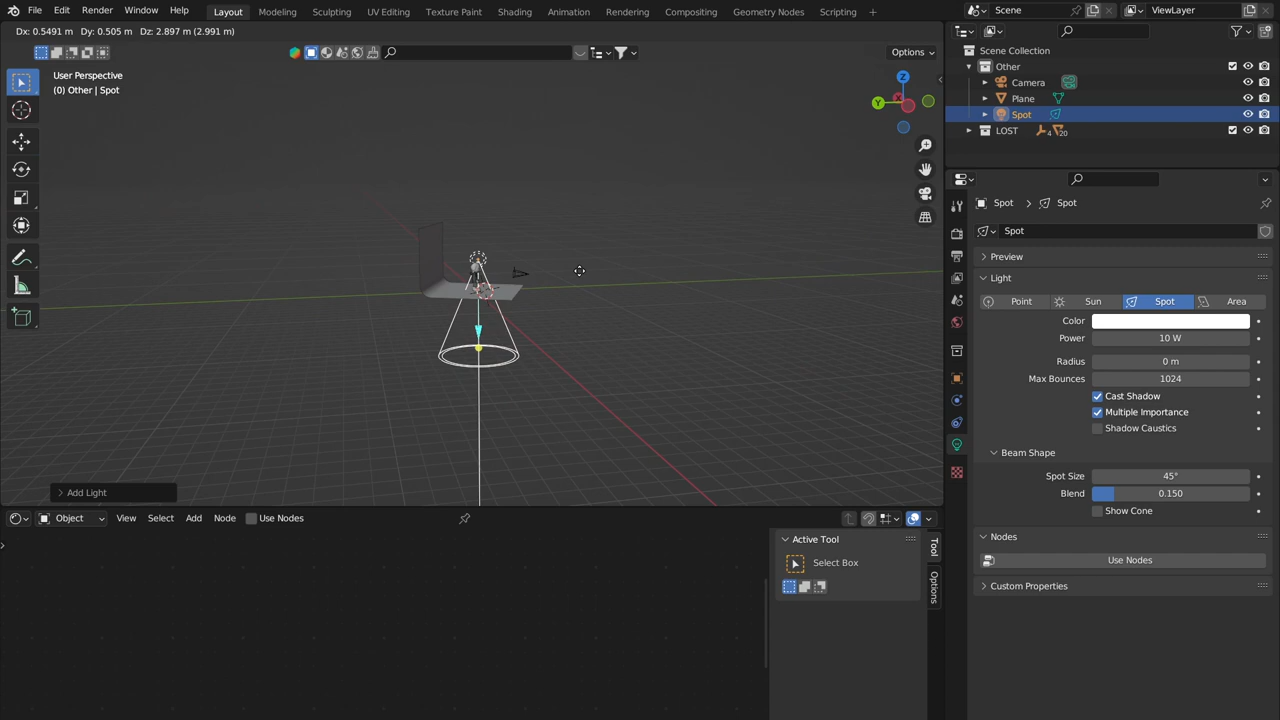 File Edit Render Window Help Layout Modeling Sculpting UV Editing Texture Paint Shading Animation Rendering Compositing Geometry Nodes Scripting + Scene ViewLayer
Dx: 0.5491 m Dy: 0.505 m Dz: 2.897 m (2.991 m)
Options
User Perspective
(0) Other | Spot
Z
Y
X
Add Light
Object View Select Add Node Use Nodes
Active Tool
Select Box
Tool
Options
Scene Collection
Other
Camera
Plane
Spot
LOST 4 20
Spot > Spot
Spot
Preview
Light
Point Sun Spot Area
Color
Power 10 W
Radius 0 m
Max Bounces 1024
Cast Shadow
Multiple Importance
Shadow Caustics
Beam Shape
Spot Size 45°
Blend 0.150
Show Cone
Nodes
Use Nodes
Custom Properties